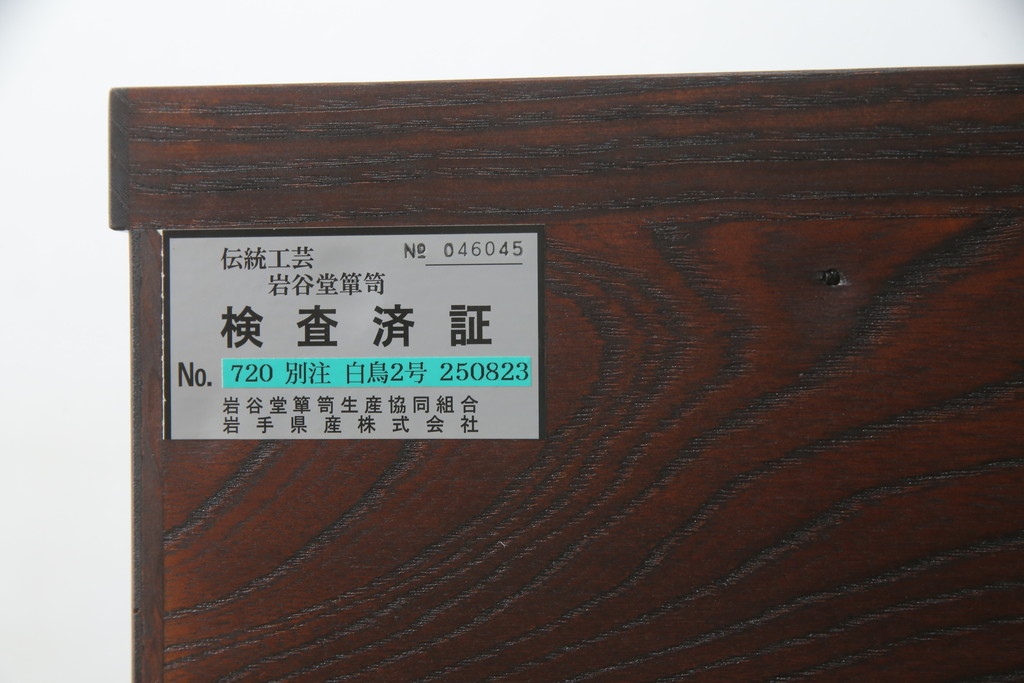 伝統工芸 № 046045
岩谷堂簞笥
検査済証
No. 720 別注 白鳥2号 250823
岩谷堂簞笥生産協同組合
岩手県産株式会社